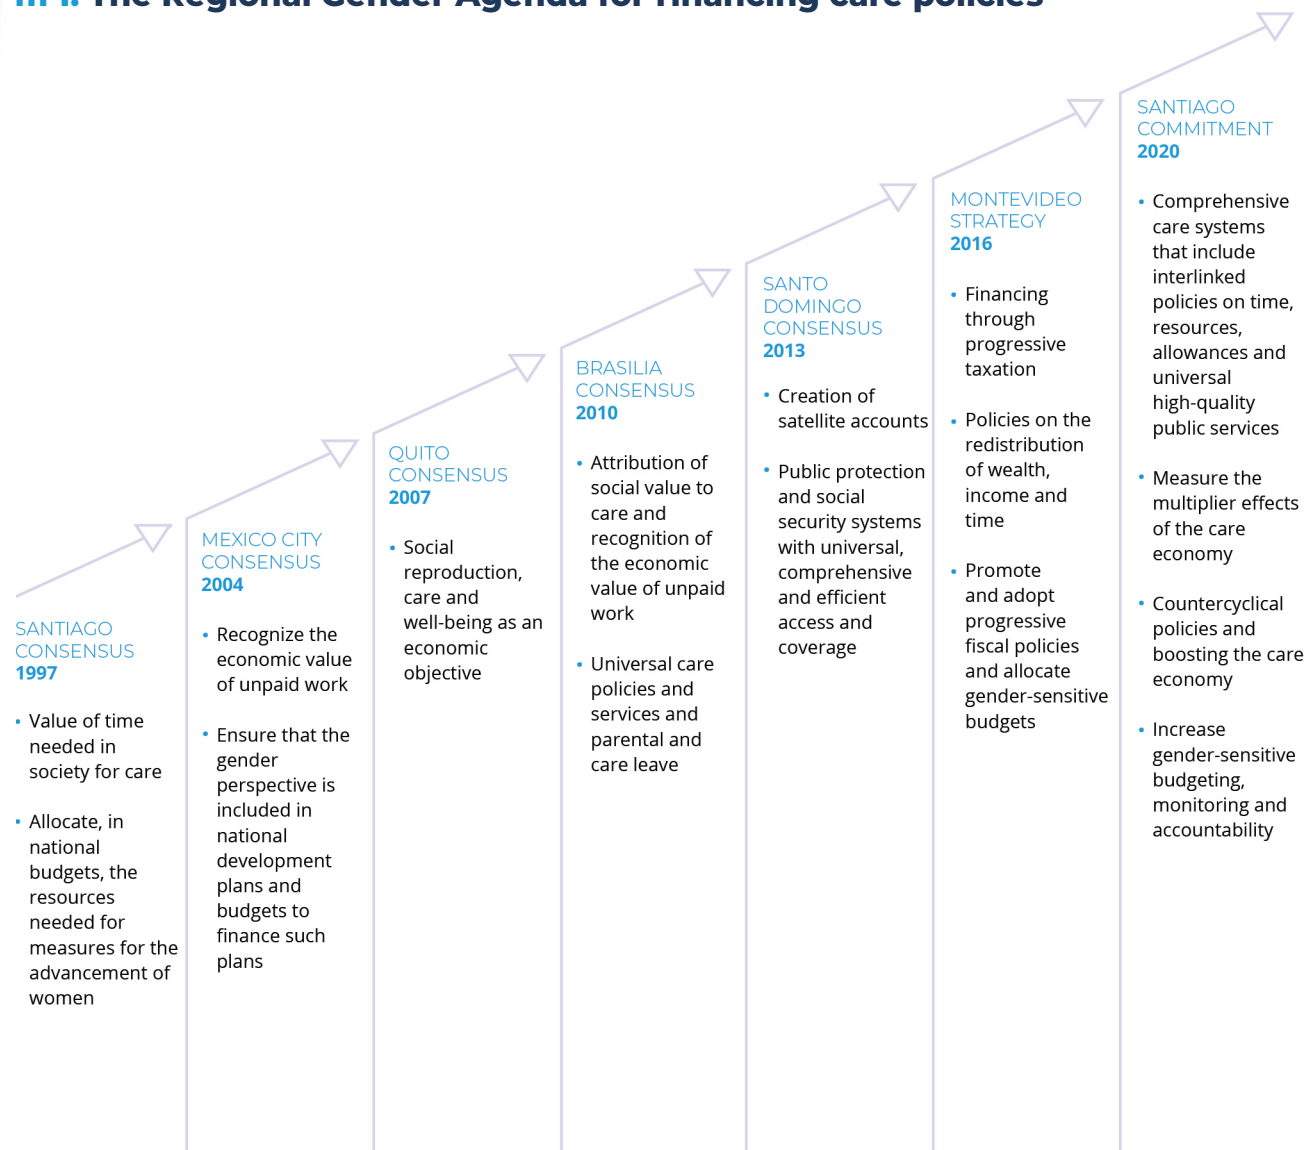 The Regional Gender Agenda for financing care policies
SANTIAGO
CONSENSUS
1997
• Value of time
needed in
society for care
• Allocate, in
national
budgets, the
resources
needed for
measures for the
advancement of
women
MEXICO CITY
CONSENSUS
2004
• Recognize the
economic value
of unpaid work
• Ensure that the
gender
perspective is
included in
national
development
plans and
budgets to
finance such
plans
QUITO
CONSENSUS
2007
• Social
reproduction,
care and
well-being as an
economic
objective
BRASILIA
CONSENSUS
2010
• Attribution of
social value to
care and
recognition of
the economic
value of unpaid
work
• Universal care
policies and
services and
parental and
care leave
SANTO
DOMINGO
CONSENSUS
2013
• Creation of
satellite accounts
• Public protection
and social
security systems
with universal,
comprehensive
and efficient
access and
coverage
MONTEVIDEO
STRATEGY
2016
• Financing
through
progressive
taxation
• Policies on the
redistribution
of wealth,
income and
time
• Promote
and adopt
progressive
fiscal policies
and allocate
gender-sensitive
budgets
SANTIAGO
COMMITMENT
2020
• Comprehensive
care systems
that include
interlinked
policies on time,
resources,
allowances and
universal
high-quality
public services
• Measure the
multiplier effects
of the care
economy
• Countercyclical
policies and
boosting the care
economy
• Increase
gender-sensitive
budgeting,
monitoring and
accountability